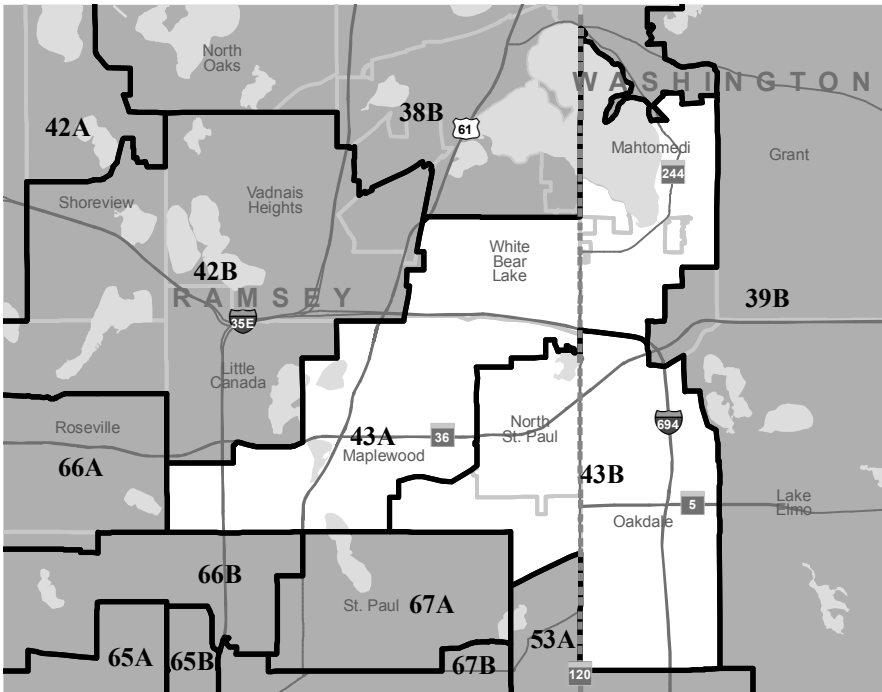 North
Oaks
WASHINGTON
42A
38B
61
Mahtomedi
Grant
244
Shoreview
Vadnais
Heights
White
Bear
Lake
42B
RAMSEY
39B
35E
Little
Canada
Roseville
43A
36
Maplewood
North
St. Paul
694
66A
43B
5
Oakdale
Lake
Elmo
66B
St. Paul
67A
53A
65A
65B
67B
120